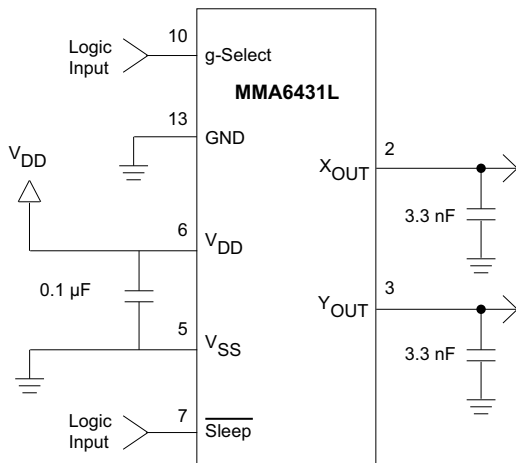 Logic
Input
10
g-Select
MMA6431L
13
GND
VDD
XOUT
2
3.3 nF
6
VDD
0.1 µF
YOUT
3
5
VSS
3.3 nF
Logic
Input
7
Sleep